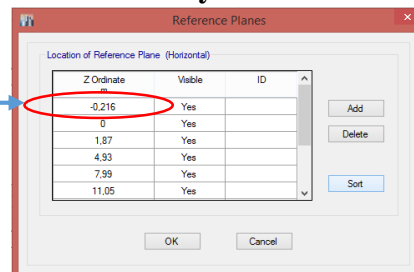 Reference Planes
Location of Reference Plane (Horizontal)
Z Ordinate Visible ID
m
-0,216 Yes
0 Yes
1,87 Yes
4,93 Yes
7,99 Yes
11,05 Yes
Add
Delete
Sort
OK Cancel